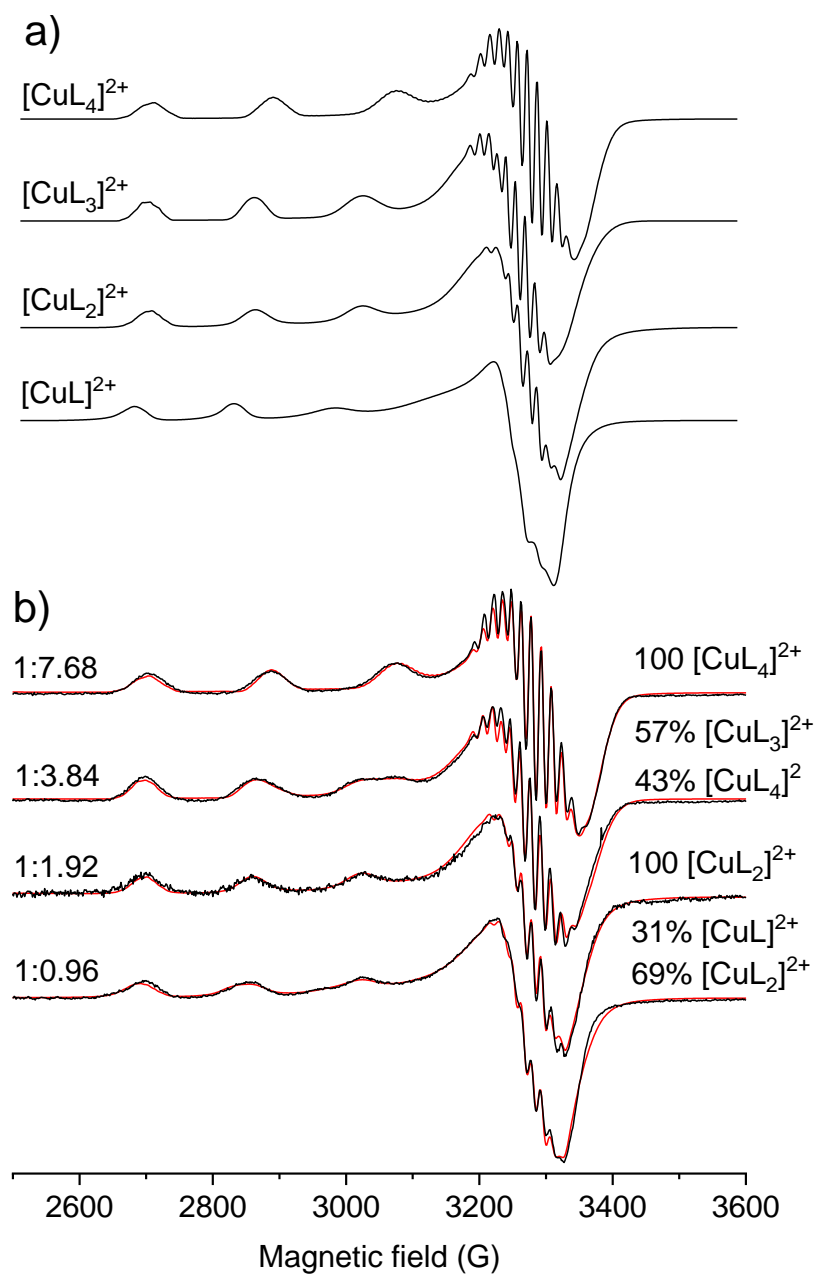 a)
[CuL₄]²⁺
[CuL₃]²⁺
[CuL₂]²⁺
[CuL]²⁺
b)
1:7.68
100 [CuL₄]²⁺
57% [CuL₃]²⁺
1:3.84
43% [CuL₄]²
1:1.92
100 [CuL₂]²⁺
31% [CuL]²⁺
1:0.96
69% [CuL₂]²⁺
2600 2800 3000 3200 3400 3600
Magnetic field (G)